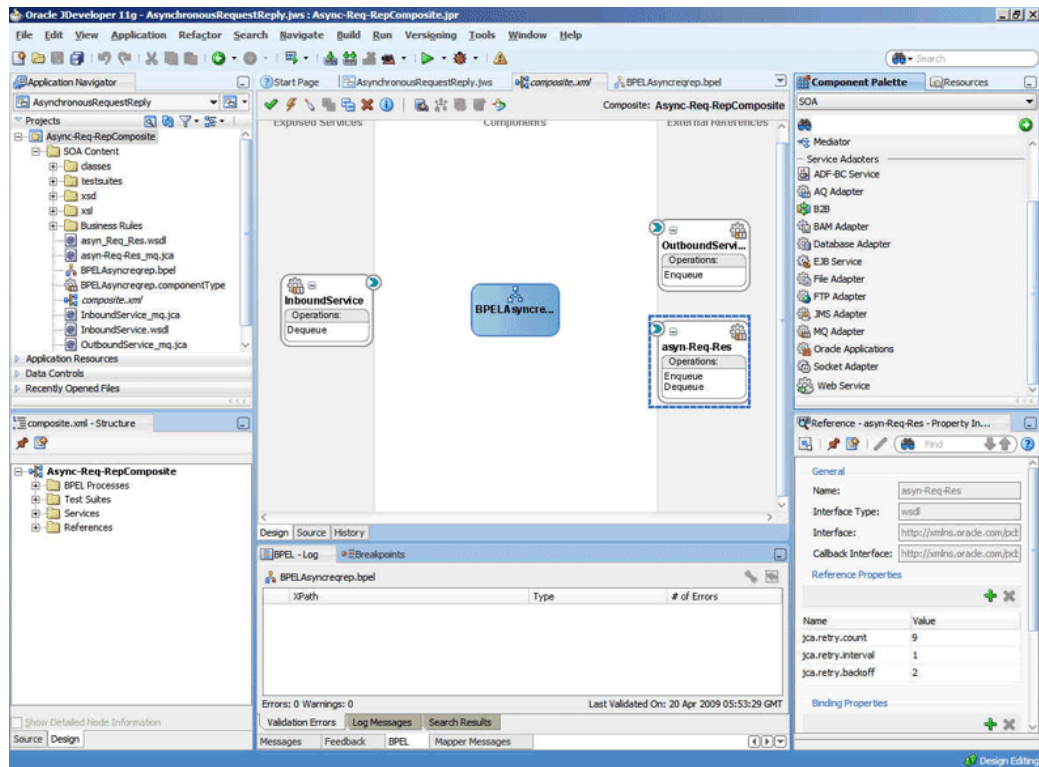 Oracle JDeveloper 11g - AsynchronousRequestReply.jws : Async-Req-RepComposite.jpr
File Edit View Application Refactor Search Navigate Build Run Versioning Tools Window Help
Search
Application Navigator
AsynchronousRequestReply
Projects
Async-Req-RepComposite
SOA Content
classes
testsuites
xsd
xsl
Business Rules
asyn_Req_Res.wsdl
asyn-Req-Res_mq.jca
BPELAsyncreqrep.bpel
BPELAsyncreqrep.componentType
composite.xml
InboundService_mq.jca
InboundService.wsdl
OutboundService_mq.jca
Application Resources
Data Controls
Recently Opened Files
composite.xml - Structure
Async-Req-RepComposite
BPEL Processes
Test Suites
Services
References
Show Detailed Node Information
Source Design
Start Page AsynchronousRequestReply.jws composite.xml BPELAsyncreqrep.bpel
Composite: Async-Req-RepComposite
Exposed Services Components External References
InboundService
Operations:
Dequeue
BPELAsyncre...
OutboundServi...
Operations:
Enqueue
asyn-Req-Res
Operations:
Enqueue
Dequeue
Design Source History
BPEL - Log Breakpoints
BPELAsyncreqrep.bpel
XPath Type # of Errors
Errors: 0 Warnings: 0 Last Validated On: 20 Apr 2009 05:53:29 GMT
Validation Errors Log Messages Search Results
Messages Feedback BPEL Mapper Messages
Component Palette Resources
SOA
Mediator
Service Adapters
ADF-BC Service
AQ Adapter
B2B
BAM Adapter
Database Adapter
EJB Service
File Adapter
FTP Adapter
JMS Adapter
MQ Adapter
Oracle Applications
Socket Adapter
Web Service
Reference - asyn-Req-Res - Property In...
Find
General
Name: asyn-Req-Res
Interface Type: wsdl
Interface: http://xmlns.oracle.com/pcb
Callback Interface: http://xmlns.oracle.com/pcb
Reference Properties
Name Value
jca.retry.count 9
jca.retry.interval 1
jca.retry.backoff 2
Binding Properties
Design Editing